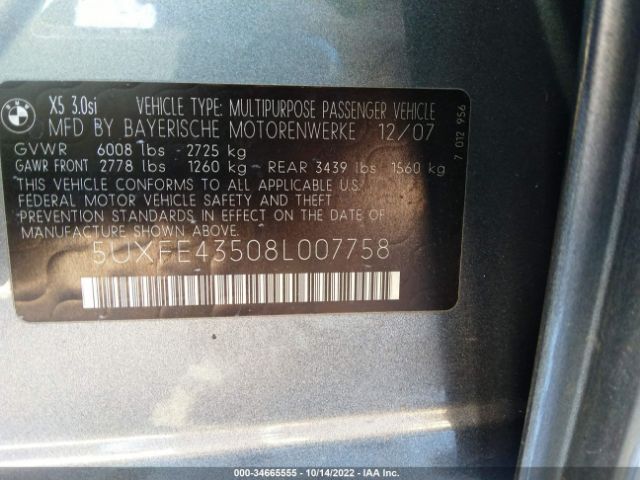 BMW
X5 3.0si VEHICLE TYPE: MULTIPURPOSE PASSENGER VEHICLE
MFD BY BAYERISCHE MOTORENWERKE 12/07
GVWR 6008 lbs - 2725 kg
GAWR FRONT 2778 lbs 1260 kg - REAR 3439 lbs 1560 kg
THIS VEHICLE CONFORMS TO ALL APPLICABLE U.S.
FEDERAL MOTOR VEHICLE SAFETY AND THEFT
PREVENTION STANDARDS IN EFFECT ON THE DATE OF
MANUFACTURE SHOWN ABOVE.
5UXFE43508L007758
7 012 956
000-34665555 | 10/14/2022 | IAA Inc.